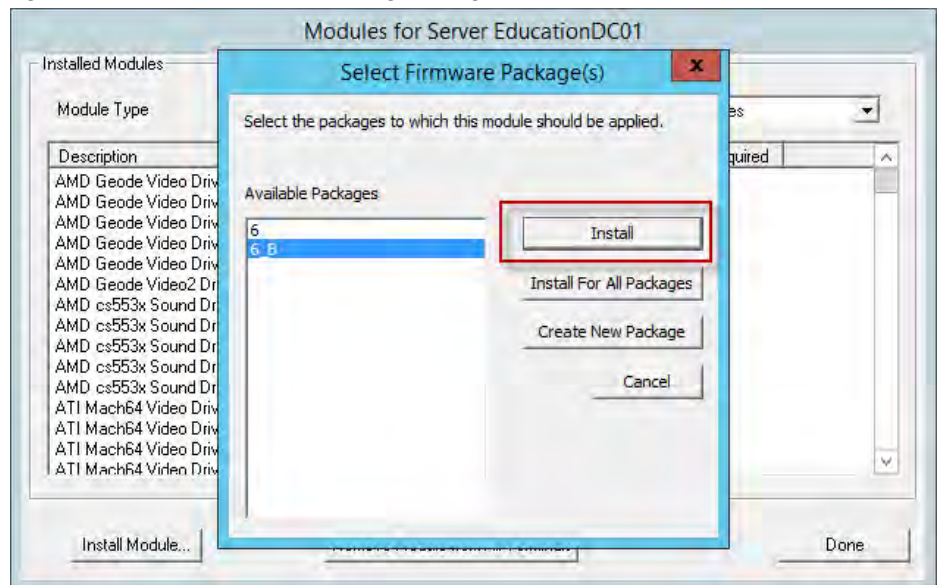 Modules for Server EducationDC01
Installed Modules
Module Type
es
Description
quired
AMD Geode Video Driv
AMD Geode Video Driv
AMD Geode Video Driv
AMD Geode Video Driv
AMD Geode Video Driv
AMD Geode Video2 Dr
AMD cs553x Sound Dr
AMD cs553x Sound Dr
AMD cs553x Sound Dr
AMD cs553x Sound Dr
AMD cs553x Sound Dr
ATI Mach64 Video Driv
ATI Mach64 Video Driv
ATI Mach64 Video Driv
ATI Mach64 Video Driv
Select Firmware Package(s)
x
Select the packages to which this module should be applied.
Available Packages
6
6_B
Install
Install For All Packages
Create New Package
Cancel
Install Module...
Done